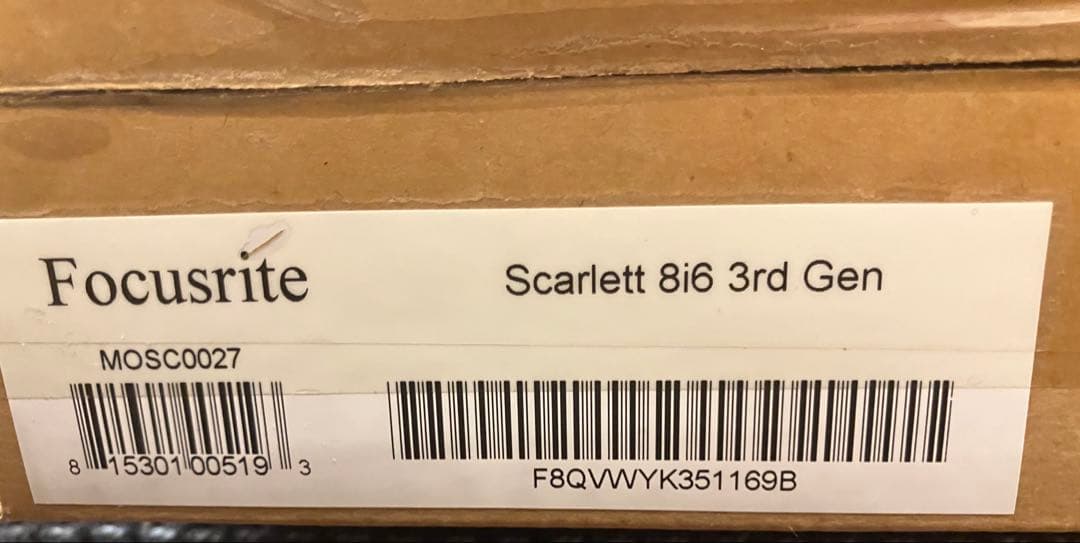 Focusrite
Scarlett 8i6 3rd Gen
MOSC0027
8 15301 00519 3
F8QVWYK351169B